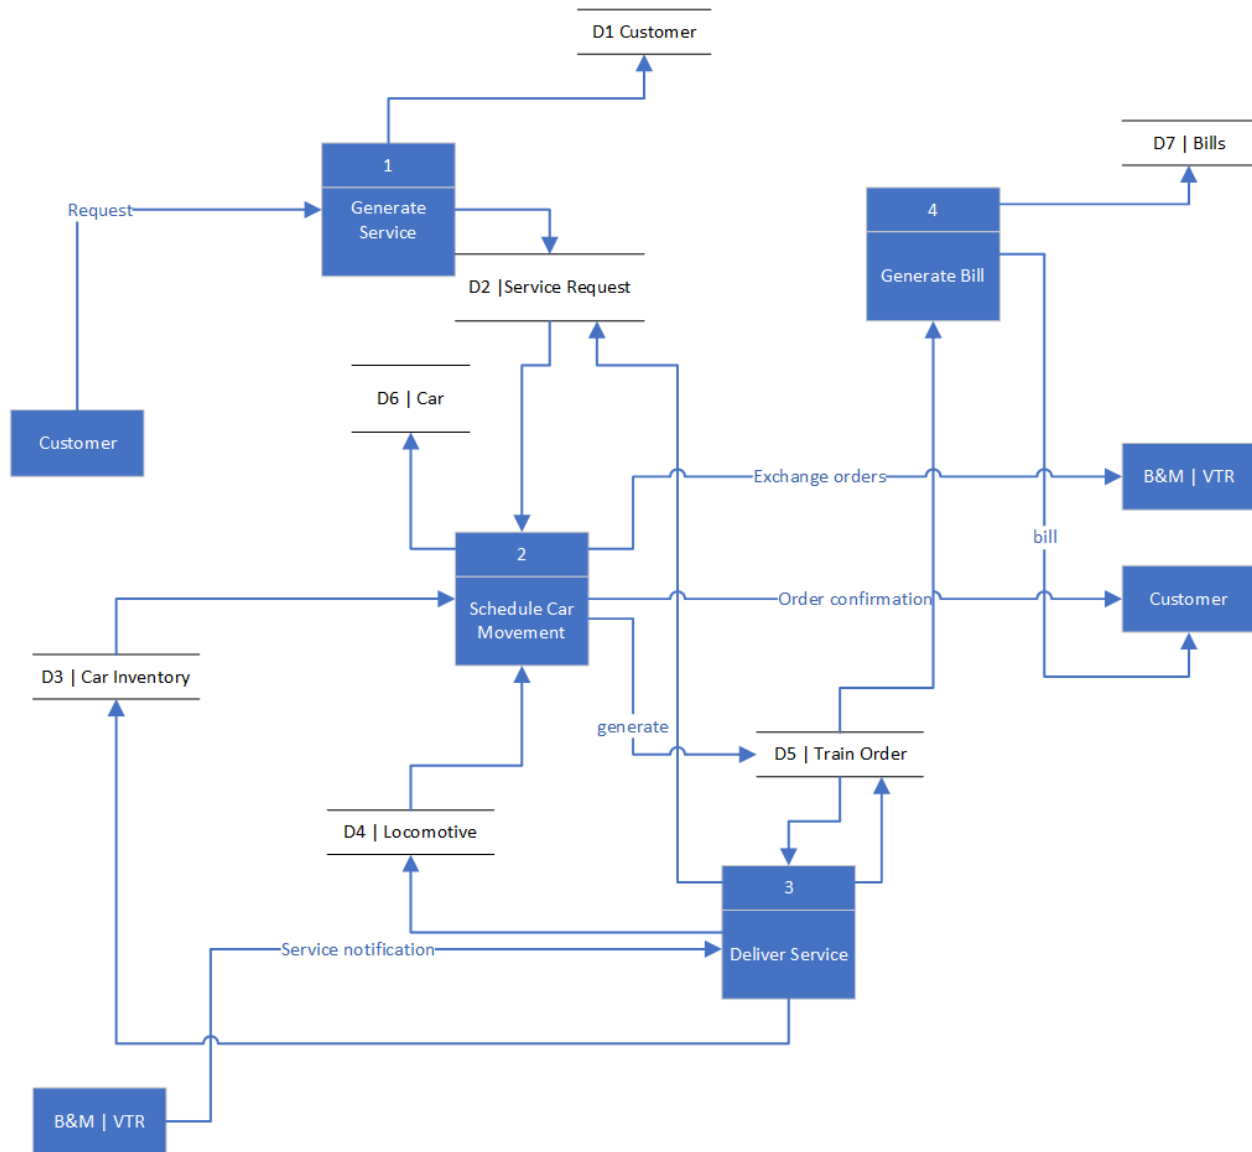 D1 Customer
D7 | Bills
1
Generate
Service
Request
4
Generate Bill
D2 |Service Request
D6 | Car
Customer
Exchange orders
B&M | VTR
bill
2
Schedule Car
Movement
Order confirmation
Customer
D3 | Car Inventory
generate
D5 | Train Order
D4 | Locomotive
3
Deliver Service
Service notification
B&M | VTR